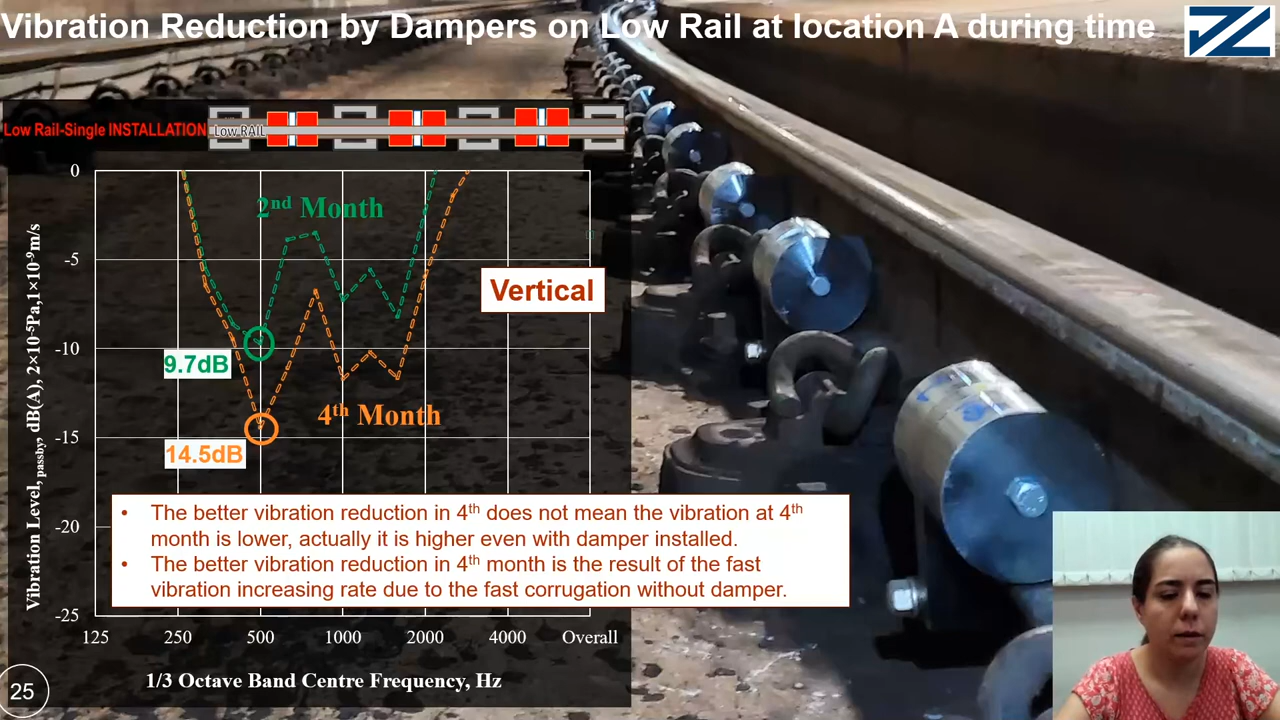 Vibration Reduction by Dampers on Low Rail at location A during time
Low Rail-Single INSTALLATION
Low RAIL
0
-5
-10
-15
-20
-25
Vibration Level,passby, dB(A), 2×10⁻⁵Pa,1×10⁻⁹m/s
2nd Month
Vertical
9.7dB
4th Month
14.5dB
• The better vibration reduction in 4th does not mean the vibration at 4th
month is lower, actually it is higher even with damper installed.
• The better vibration reduction in 4th month is the result of the fast
vibration increasing rate due to the fast corrugation without damper.
125 250 500 1000 2000 4000 Overall
1/3 Octave Band Centre Frequency, Hz
25